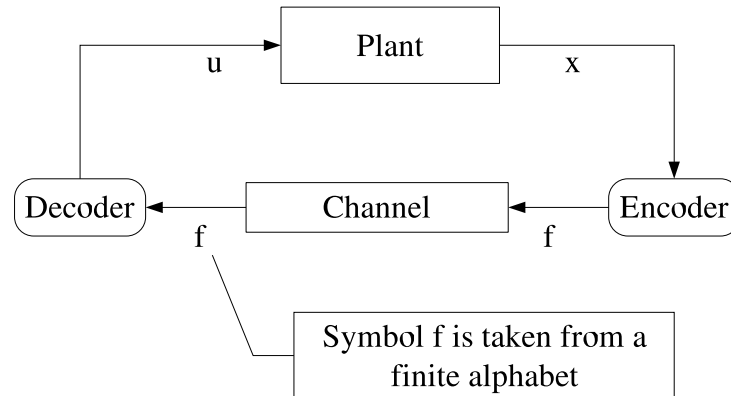 Plant
u
x
Decoder
Channel
Encoder
f
f
Symbol f is taken from a
finite alphabet